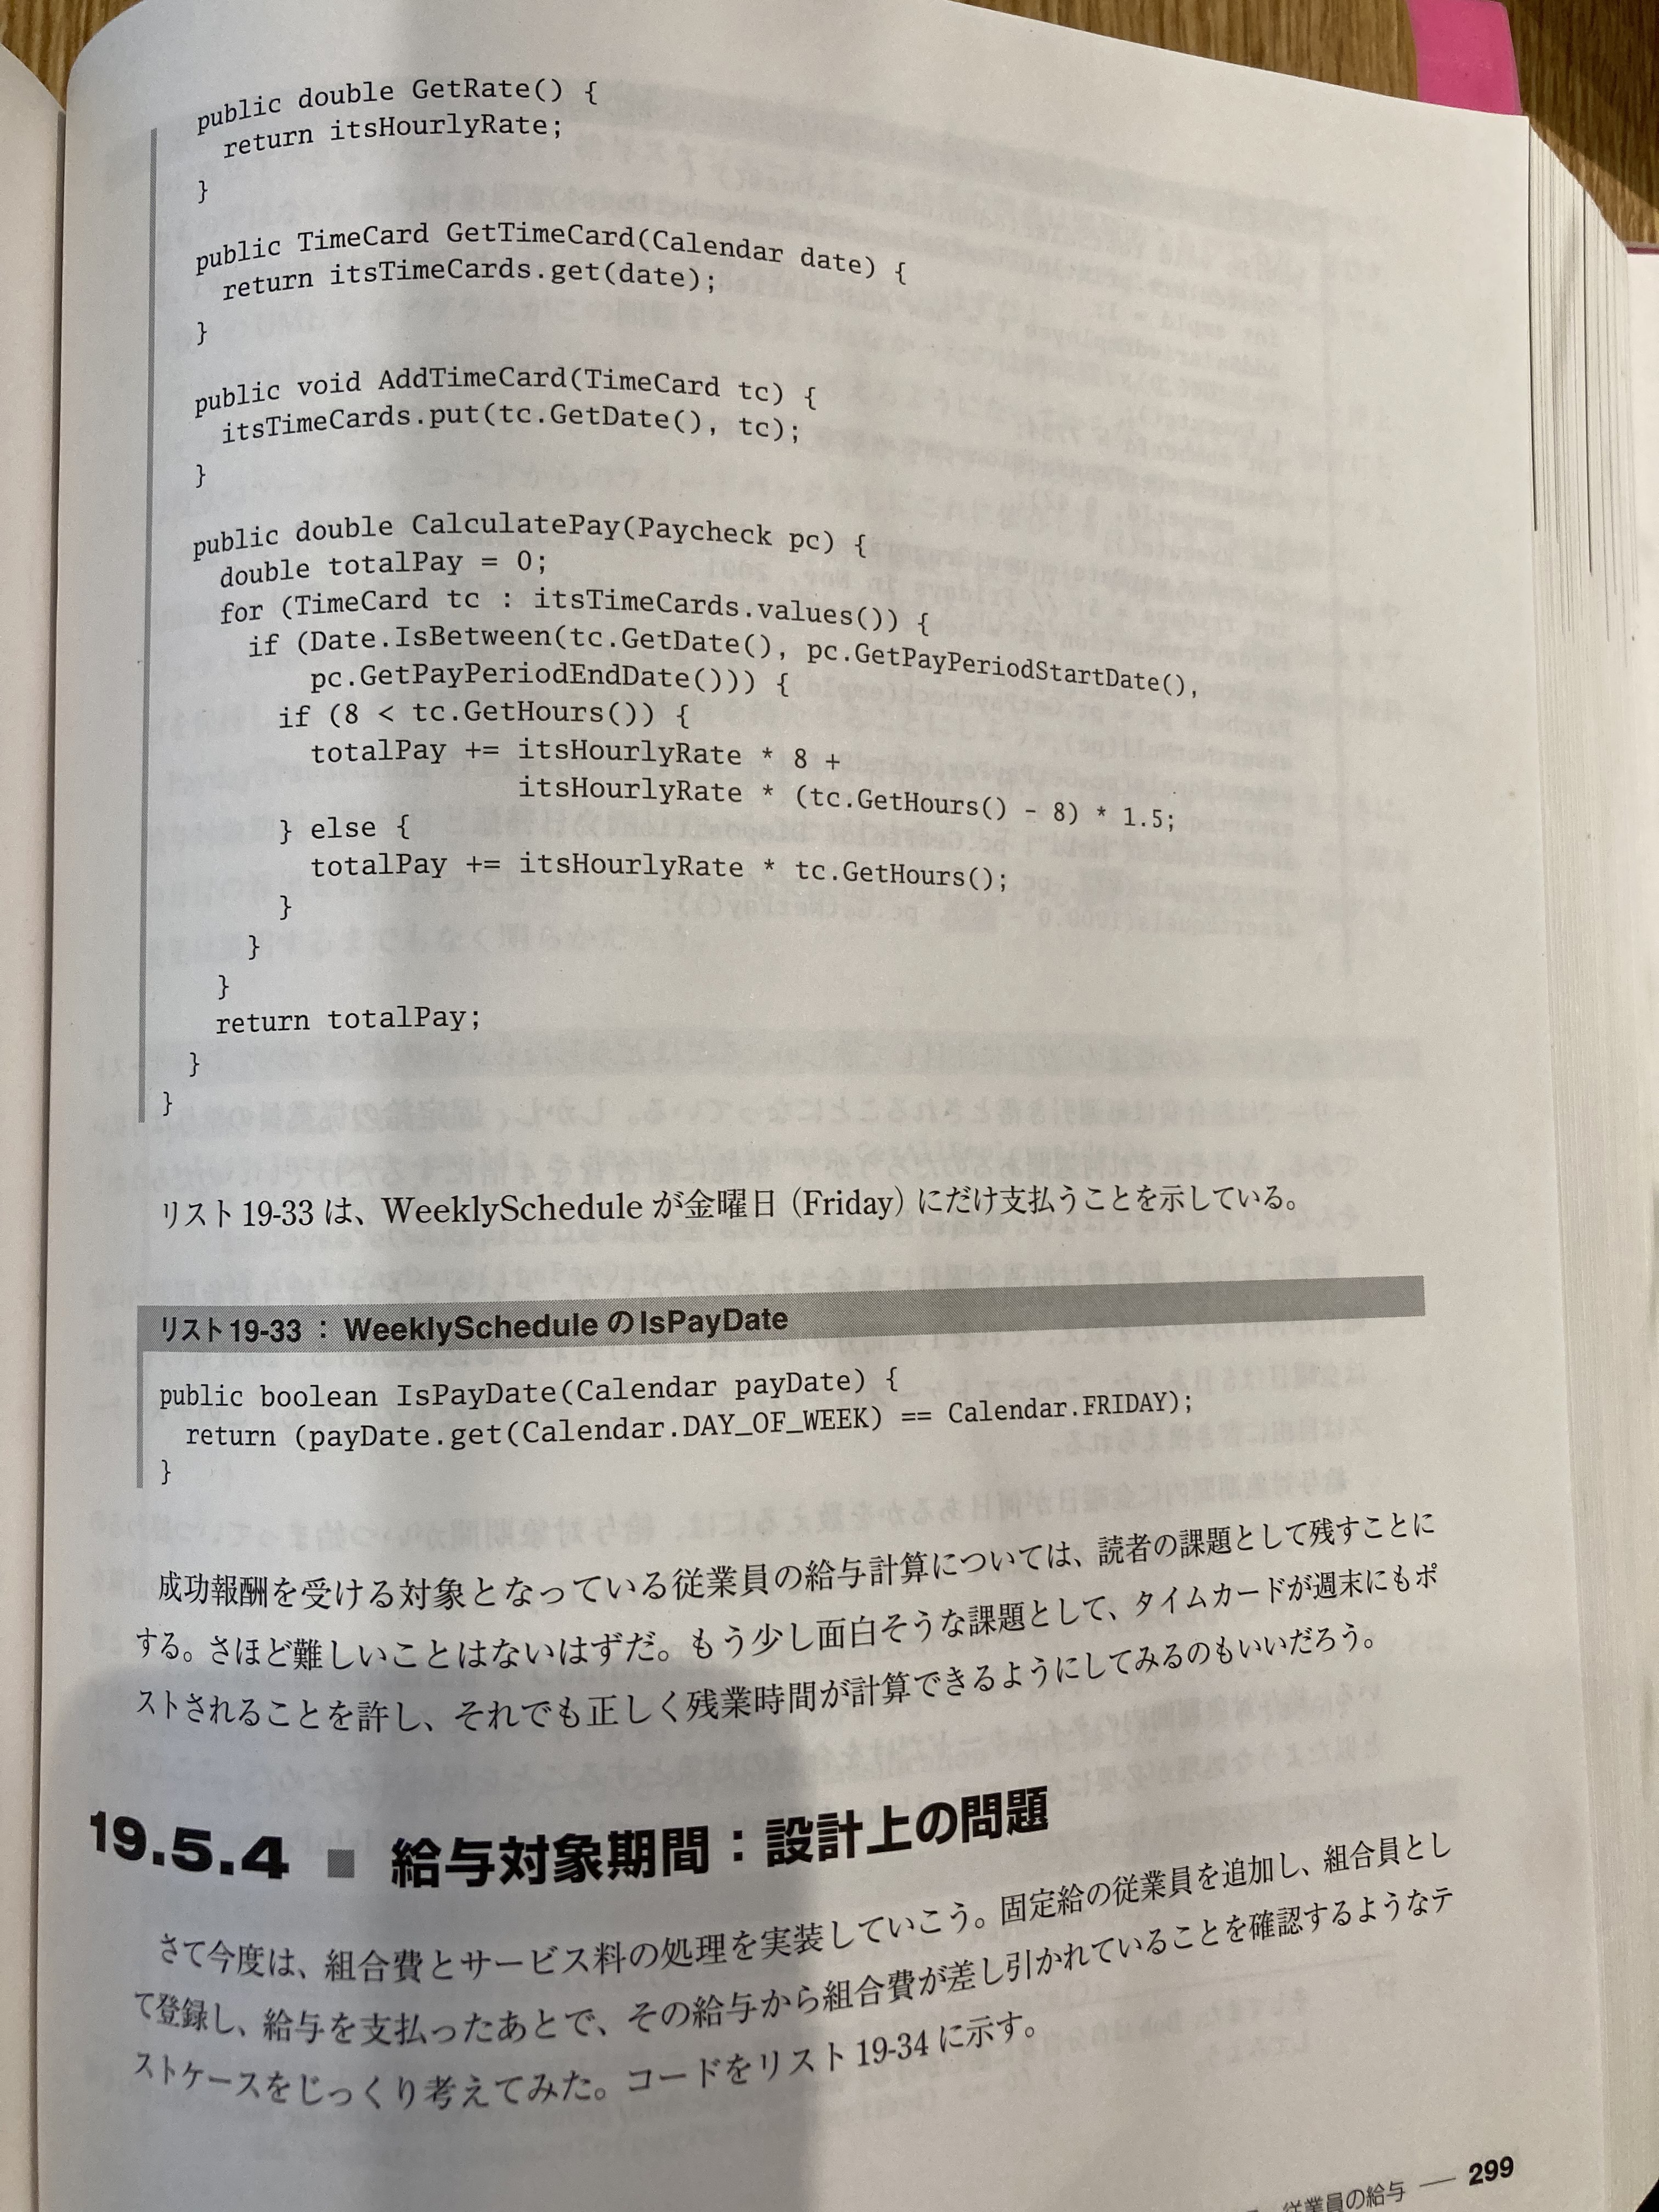 public double GetRate() {
return itsHourlyRate;
}
public TimeCard GetTimeCard(Calendar date) {
return itsTimeCards.get(date);
}
public void AddTimeCard(TimeCard tc) {
itsTimeCards.put(tc.GetDate(), tc);
}
public double CalculatePay(Paycheck pc) {
double totalPay = 0;
for (TimeCard tc : itsTimeCards.values()) {
if (Date.IsBetween(tc.GetDate(), pc.GetPayPeriodStartDate(),
pc.GetPayPeriodEndDate())) {
if (8 < tc.GetHours()) {
totalPay += itsHourlyRate * 8 +
itsHourlyRate * (tc.GetHours() - 8) * 1.5;
} else {
totalPay += itsHourlyRate * tc.GetHours();
}
}
}
return totalPay;
}
}
リスト 19-33 は、WeeklySchedule が金曜日（Friday）にだけ支払うことを示している。
リスト 19-33 : WeeklySchedule の IsPayDate
public boolean IsPayDate(Calendar payDate) {
return (payDate.get(Calendar.DAY_OF_WEEK) == Calendar.FRIDAY);
}
成功報酬を受ける対象となっている従業員の給与計算については、読者の課題として残すことに
する。さほど難しいことはないはずだ。もう少し面白そうな課題として、タイムカードが週末にもポ
ストされることを許し、それでも正しく残業時間が計算できるようにしてみるのもいいだろう。
19.5.4 ■ 給与対象期間：設計上の問題
さて今度は、組合費とサービス料の処理を実装していこう。固定給の従業員を追加し、組合員とし
て登録し、給与を支払ったあとで、その給与から組合費が差し引かれていることを確認するようなテ
ストケースをじっくり考えてみた。コードをリスト 19-34 に示す。
従業員の給与 — 299